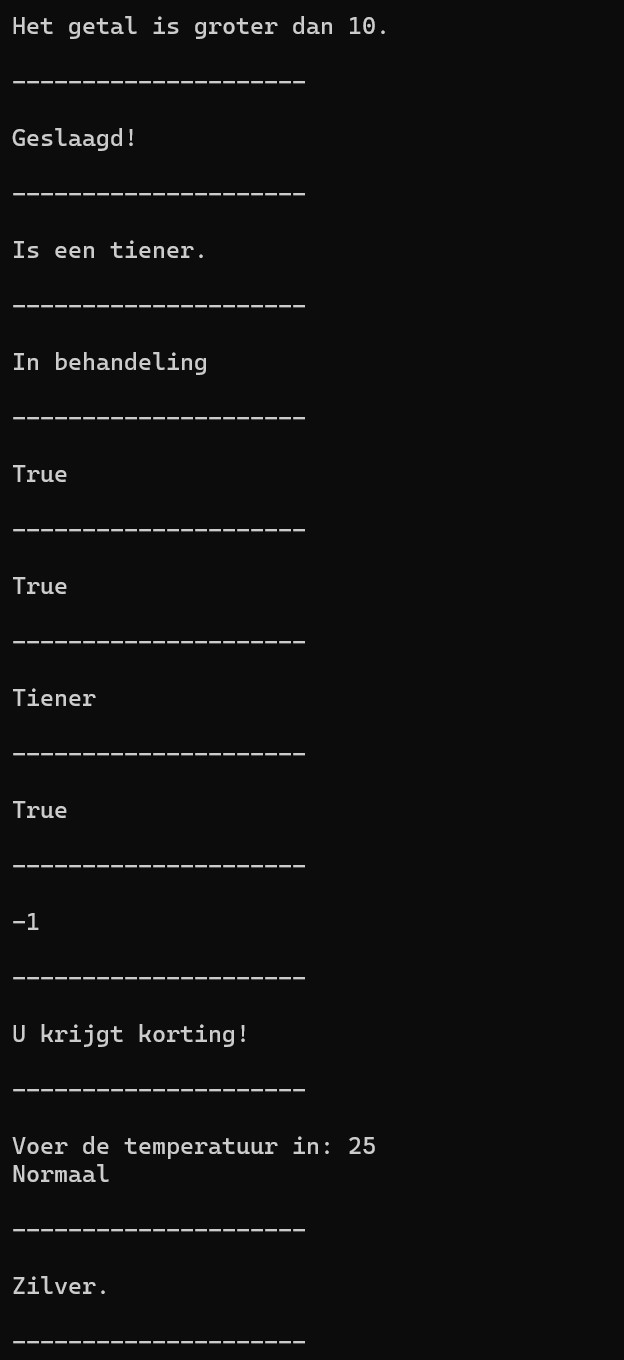 Het getal is groter dan 10.
---------------------
Geslaagd!
---------------------
Is een tiener.
---------------------
In behandeling
---------------------
True
---------------------
True
---------------------
Tiener
---------------------
True
---------------------
-1
---------------------
U krijgt korting!
---------------------
Voer de temperatuur in: 25
Normaal
---------------------
Zilver.
---------------------